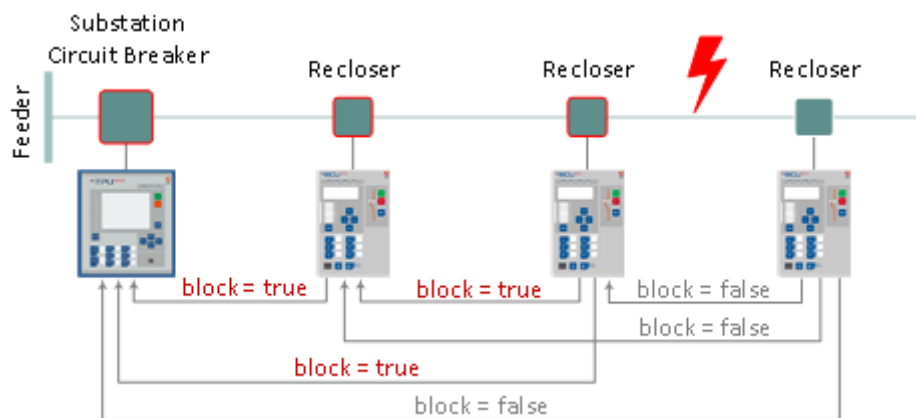 Substation
Circuit Breaker
Recloser
Recloser
Recloser
Feeder
block = true
block = true
block = false
block = false
block = true
block = false